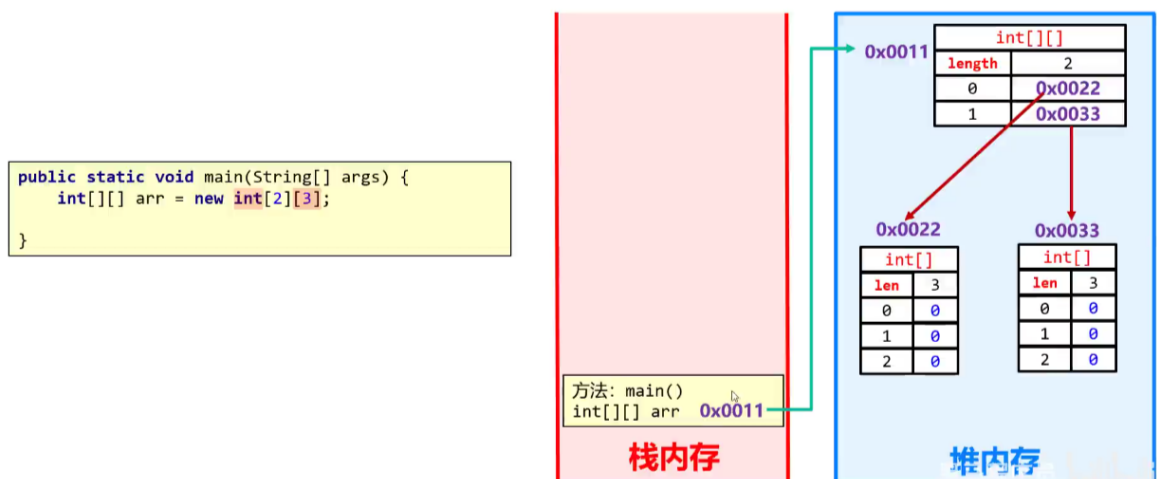 public static void main(String[] args) {
int[][] arr = new int[2][3];
}
方法：main()
int[][] arr 0x0011
栈内存
0x0011
int[][]
length 2
0 0x0022
1 0x0033
0x0022
int[]
len 3
0 0
1 0
2 0
0x0033
int[]
len 3
0 0
1 0
2 0
堆内存